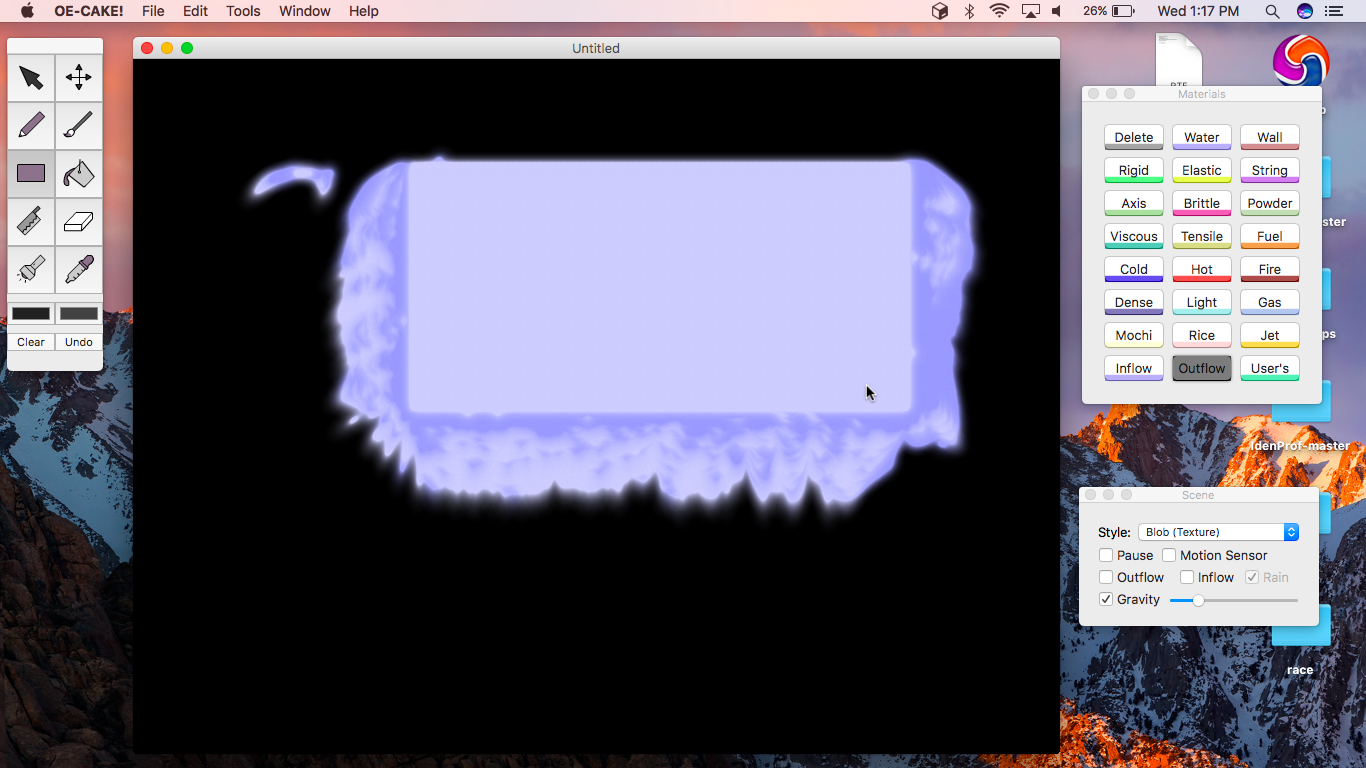 OE-CAKE! File Edit Tools Window Help 26% Wed 1:17 PM
Untitled
Clear Undo
Materials
Delete Water Wall
Rigid Elastic String
Axis Brittle Powder
Viscous Tensile Fuel
Cold Hot Fire
Dense Light Gas
Mochi Rice Jet
Inflow Outflow User's
ster
ps
IdenProf-master
Scene
Style: Blob (Texture)
Pause Motion Sensor
Outflow Inflow Rain
Gravity
race